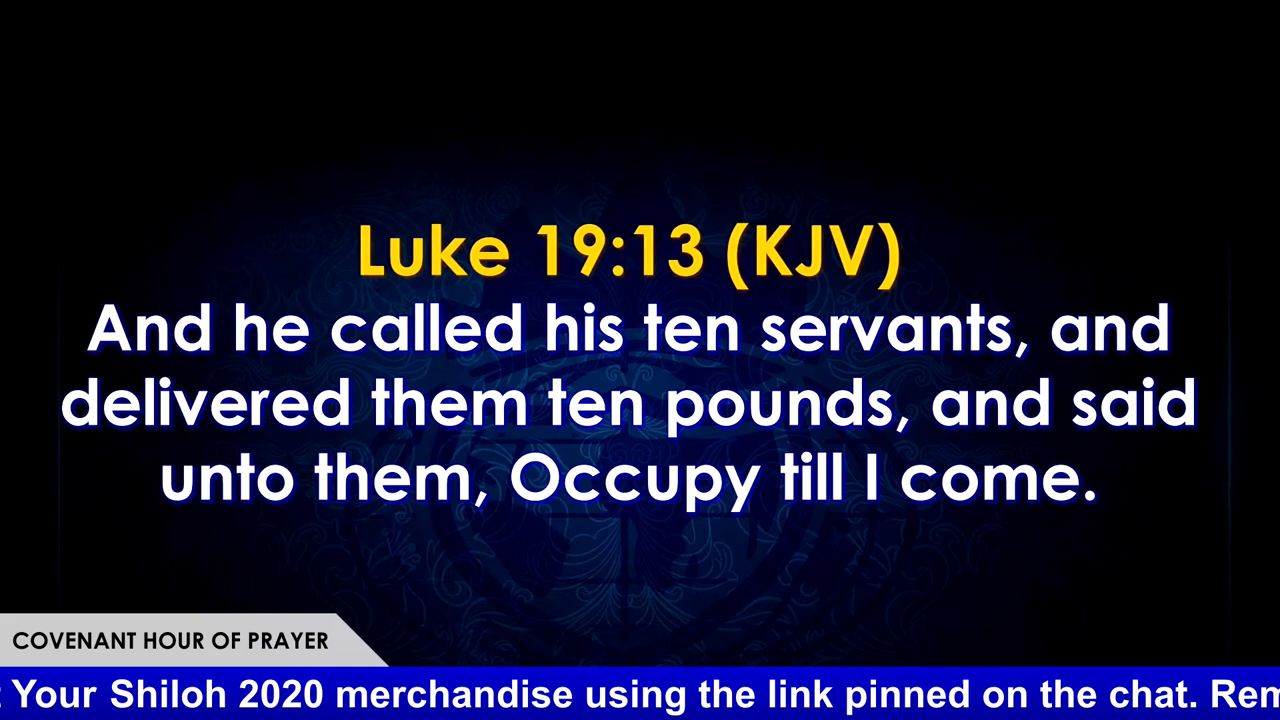 Luke 19:13 (KJV)
And he called his ten servants, and
delivered them ten pounds, and said
unto them, Occupy till I come.
COVENANT HOUR OF PRAYER
Your Shiloh 2020 merchandise using the link pinned on the chat. Rem